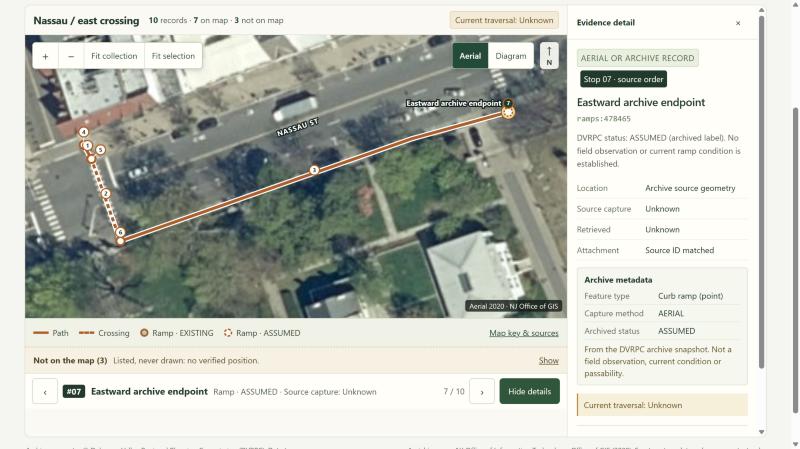 Nassau / east crossing 10 records · 7 on map · 3 not on map Current traversal: Unknown
+ − Fit collection Fit selection Aerial Diagram ↑ N
Eastward archive endpoint 7
NASSAU ST
4
1 5
3
2
6
Aerial 2020 · NJ Office of GIS
Path Crossing Ramp · EXISTING Ramp · ASSUMED Map key & sources
Not on the map (3) Listed, never drawn: no verified position. Show
‹ #07 Eastward archive endpoint Ramp · ASSUMED · Source capture: Unknown 7 / 10 › Hide details
Evidence detail ×
AERIAL OR ARCHIVE RECORD
Stop 07 · source order
Eastward archive endpoint
ramps:478465
DVRPC status: ASSUMED (archived label). No
field observation or current ramp condition is
established.
Location Archive source geometry
Source capture Unknown
Retrieved Unknown
Attachment Source ID matched
Archive metadata
Feature type Curb ramp (point)
Capture method AERIAL
Archived status ASSUMED
From the DVRPC archive snapshot. Not a
field observation, current condition or
passability.
Current traversal: Unknown